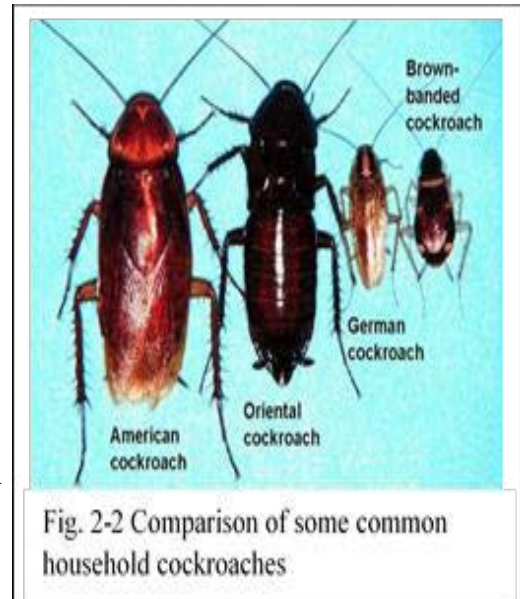 Brown-
banded
cockroach
German
cockroach
Oriental
cockroach
American
cockroach
Fig. 2-2 Comparison of some common
household cockroaches